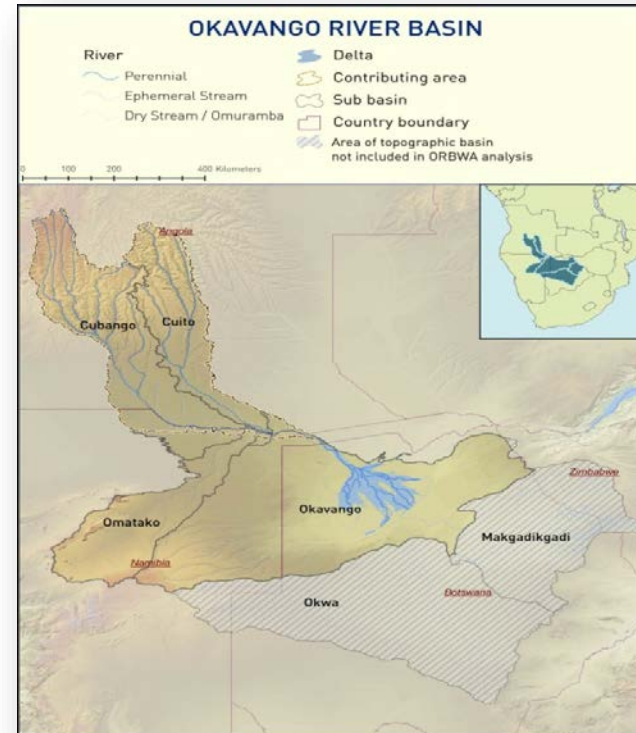 OKAVANGO RIVER BASIN
River
Perennial
Ephemeral Stream
Dry Stream / Omuramba
Delta
Contributing area
Sub basin
Country boundary
Area of topographic basin
not included in ORBWA analysis
0 100 200 400 Kilometers
Angola
Cubango
Cuito
Zimbabwe
Okavango
Omatako
Makgadikgadi
Namibia
Botswana
Okwa